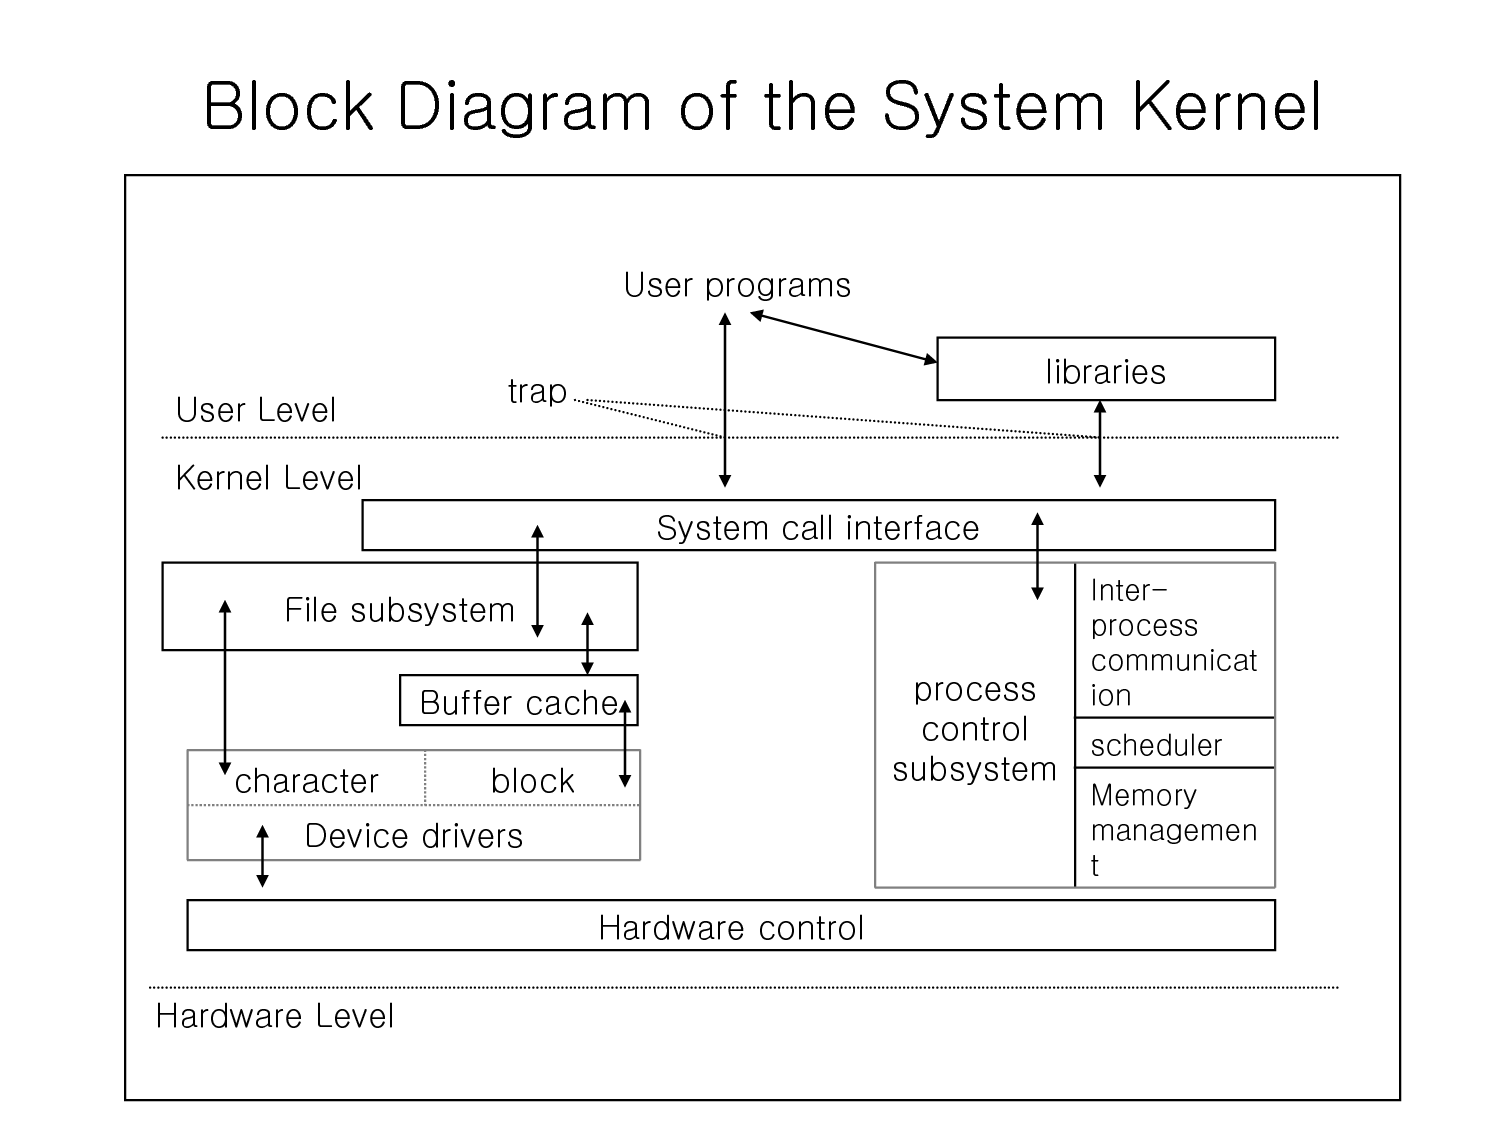 Block Diagram of the System Kernel
User programs
libraries
trap
User Level
Kernel Level
System call interface
File subsystem
Inter-
process
communicat
ion
process
control
subsystem
Buffer cache
scheduler
character
block
Memory
managemen
t
Device drivers
Hardware control
Hardware Level